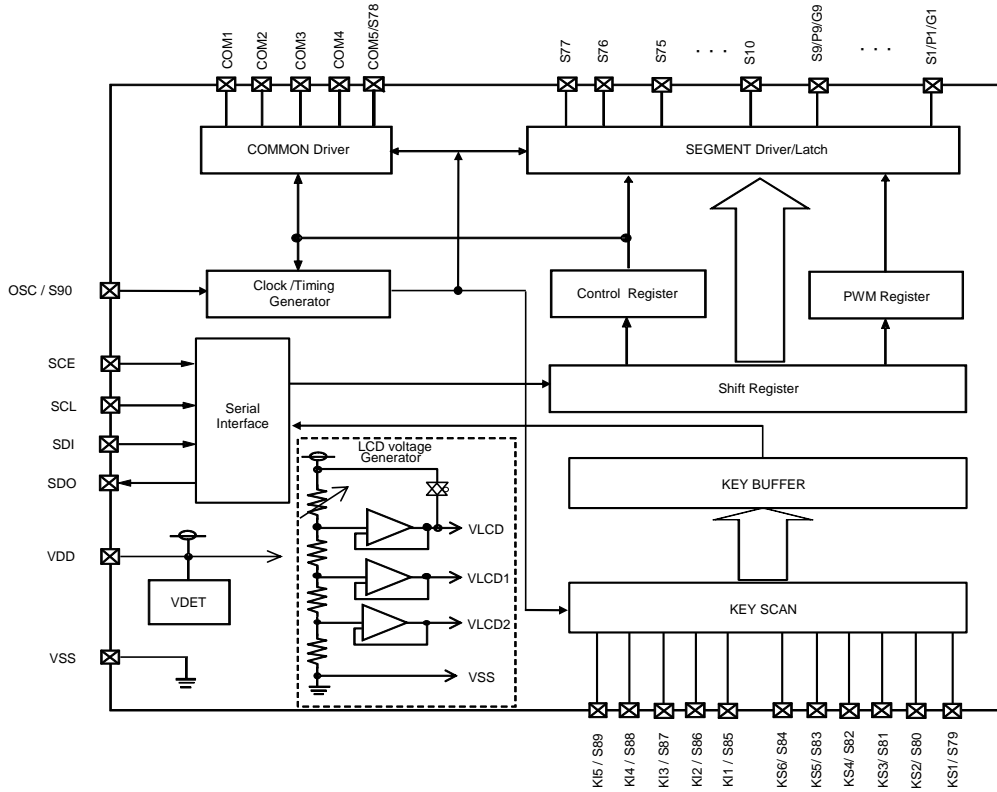 COM1
COM2
COM3
COM4
COM5/S78
S77
S76
S75
. . .
S10
S9/P9/G9
. . .
S1/P1/G1
COMMON Driver
SEGMENT Driver/Latch
OSC / S90
Clock /Timing
Generator
Control Register
PWM Register
SCE
SCL
SDI
SDO
Serial
Interface
Shift Register
LCD voltage
Generator
KEY BUFFER
VLCD
VDD
VDET
VLCD1
VLCD2
KEY SCAN
VSS
VSS
KI5 / S89
KI4 / S88
KI3 / S87
KI2 / S86
KI1 / S85
KS6/ S84
KS5/ S83
KS4/ S82
KS3/ S81
KS2/ S80
KS1/ S79